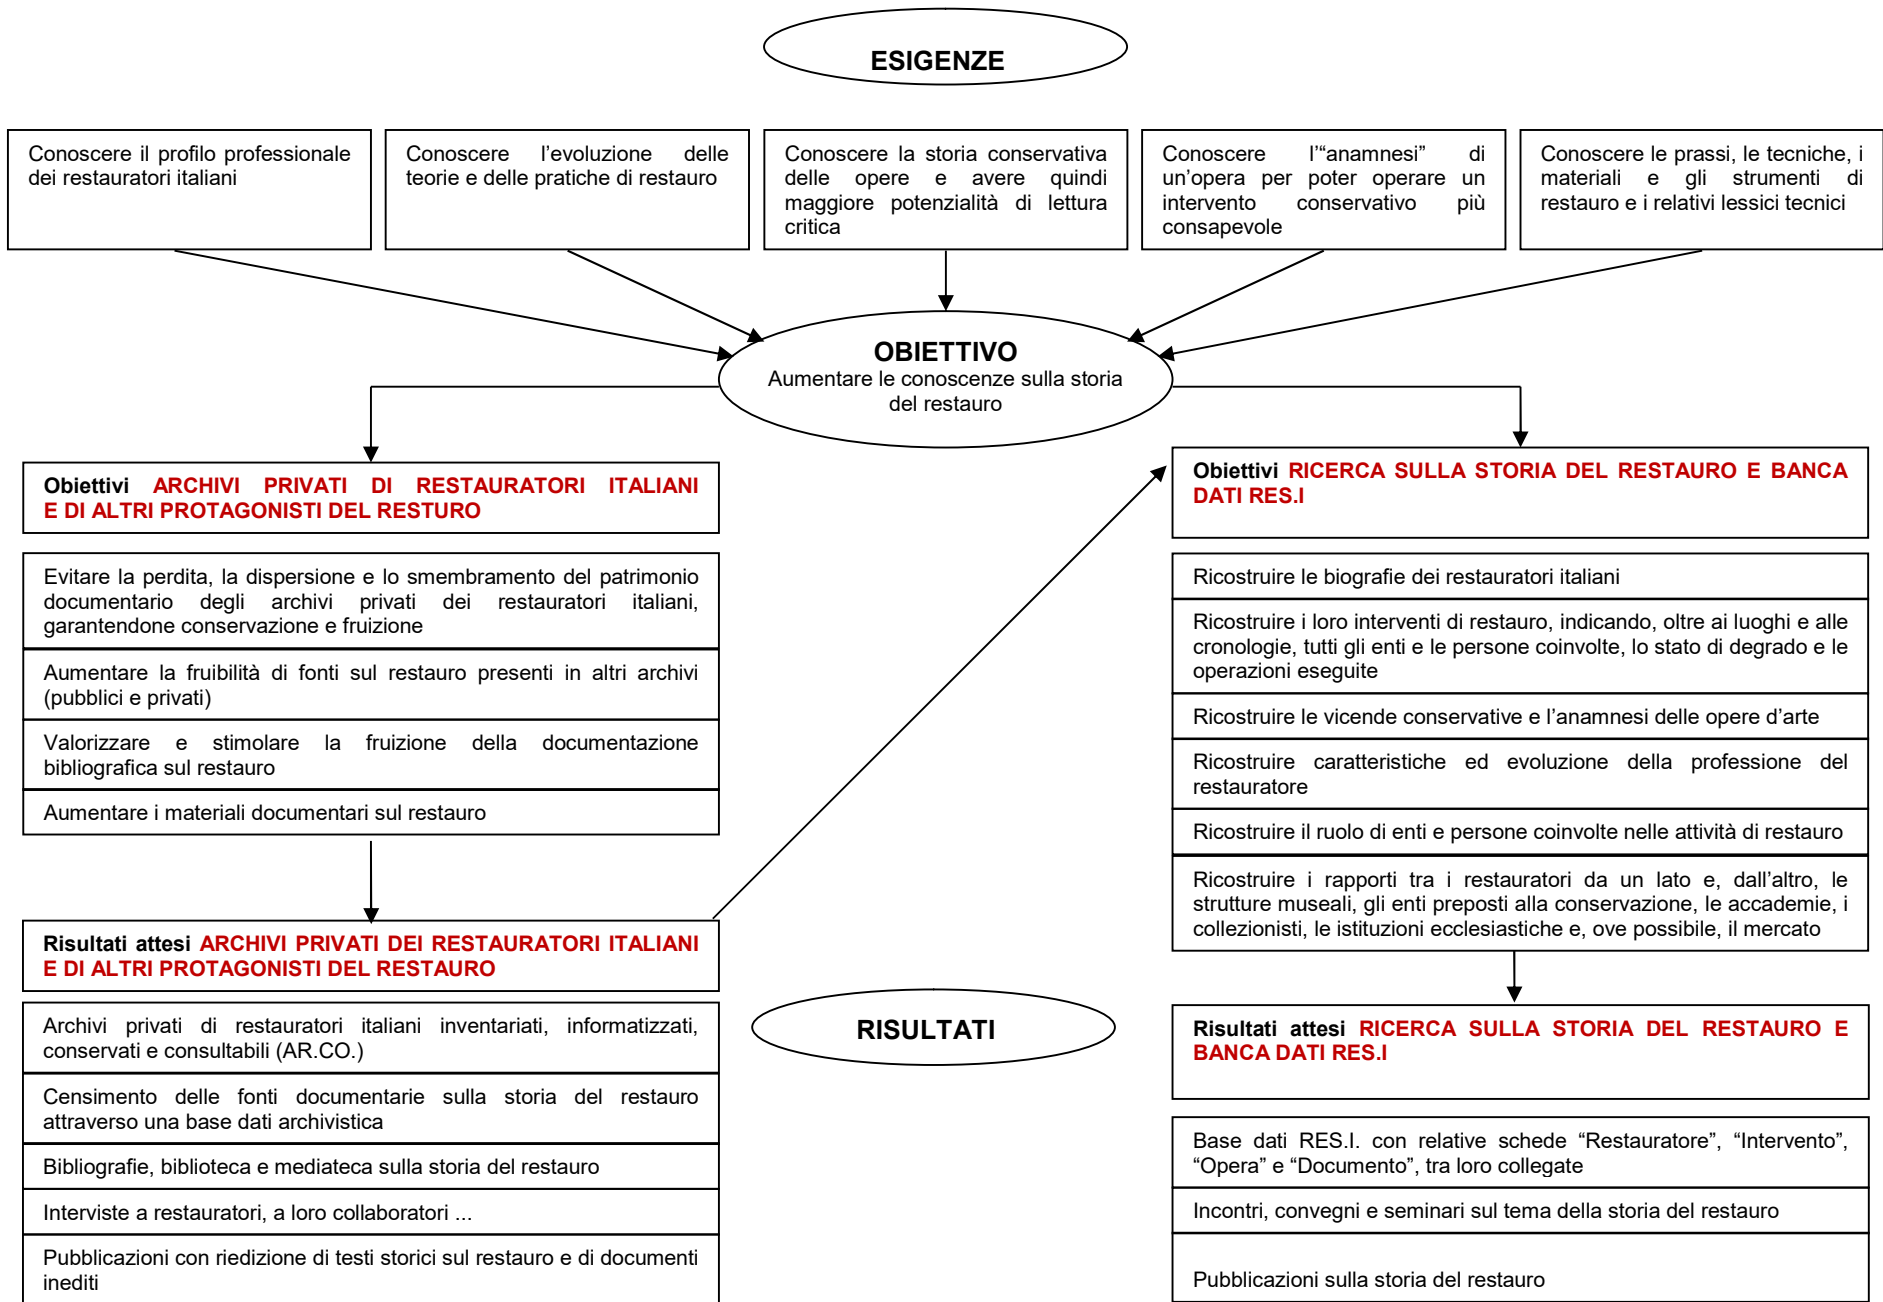 ESIGENZE
Conoscere il profilo professionale
dei restauratori italiani
Conoscere l’evoluzione delle
teorie e delle pratiche di restauro
Conoscere la storia conservativa
delle opere e avere quindi
maggiore potenzialità di lettura
critica
Conoscere l’“anamnesi” di
un’opera per poter operare un
intervento conservativo più
consapevole
Conoscere le prassi, le tecniche, i
materiali e gli strumenti di
restauro e i relativi lessici tecnici
OBIETTIVO
Aumentare le conoscenze sulla storia
del restauro
Obiettivi ARCHIVI PRIVATI DI RESTAURATORI ITALIANI
E DI ALTRI PROTAGONISTI DEL RESTURO
Evitare la perdita, la dispersione e lo smembramento del patrimonio
documentario degli archivi privati dei restauratori italiani,
garantendone conservazione e fruizione
Aumentare la fruibilità di fonti sul restauro presenti in altri archivi
(pubblici e privati)
Valorizzare e stimolare la fruizione della documentazione
bibliografica sul restauro
Aumentare i materiali documentari sul restauro
Risultati attesi ARCHIVI PRIVATI DEI RESTAURATORI ITALIANI
E DI ALTRI PROTAGONISTI DEL RESTAURO
Archivi privati di restauratori italiani inventariati, informatizzati,
conservati e consultabili (AR.CO.)
Censimento delle fonti documentarie sulla storia del restauro
attraverso una base dati archivistica
Bibliografie, biblioteca e mediateca sulla storia del restauro
Interviste a restauratori, a loro collaboratori ...
Pubblicazioni con riedizione di testi storici sul restauro e di documenti
inediti
RISULTATI
Obiettivi RICERCA SULLA STORIA DEL RESTAURO E BANCA
DATI RES.I
Ricostruire le biografie dei restauratori italiani
Ricostruire i loro interventi di restauro, indicando, oltre ai luoghi e alle
cronologie, tutti gli enti e le persone coinvolte, lo stato di degrado e le
operazioni eseguite
Ricostruire le vicende conservative e l’anamnesi delle opere d’arte
Ricostruire caratteristiche ed evoluzione della professione del
restauratore
Ricostruire il ruolo di enti e persone coinvolte nelle attività di restauro
Ricostruire i rapporti tra i restauratori da un lato e, dall’altro, le
strutture museali, gli enti preposti alla conservazione, le accademie, i
collezionisti, le istituzioni ecclesiastiche e, ove possibile, il mercato
Risultati attesi RICERCA SULLA STORIA DEL RESTAURO E
BANCA DATI RES.I
Base dati RES.I. con relative schede “Restauratore”, “Intervento”,
“Opera” e “Documento”, tra loro collegate
Incontri, convegni e seminari sul tema della storia del restauro
Pubblicazioni sulla storia del restauro